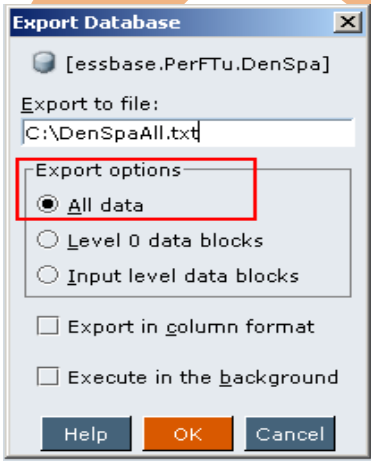 Export Database
[essbase.PerFTu.DenSpa]
Export to file:
C:\DenSpaAll.txt
Export options
All data
Level 0 data blocks
Input level data blocks
Export in column format
Execute in the background
Help OK Cancel